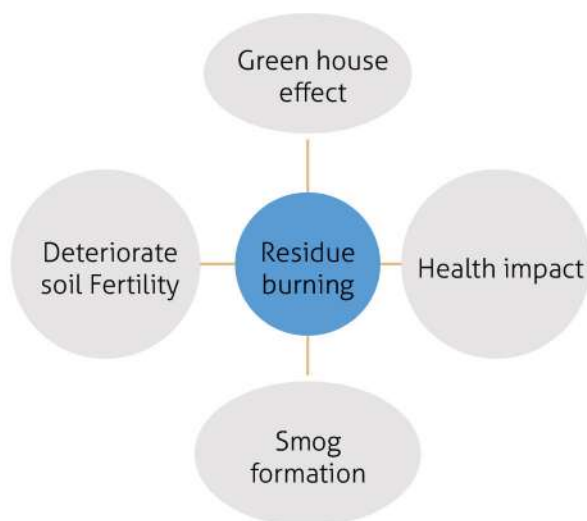 Green house
effect
Deteriorate
soil Fertility
Residue
burning
Health impact
Smog
formation